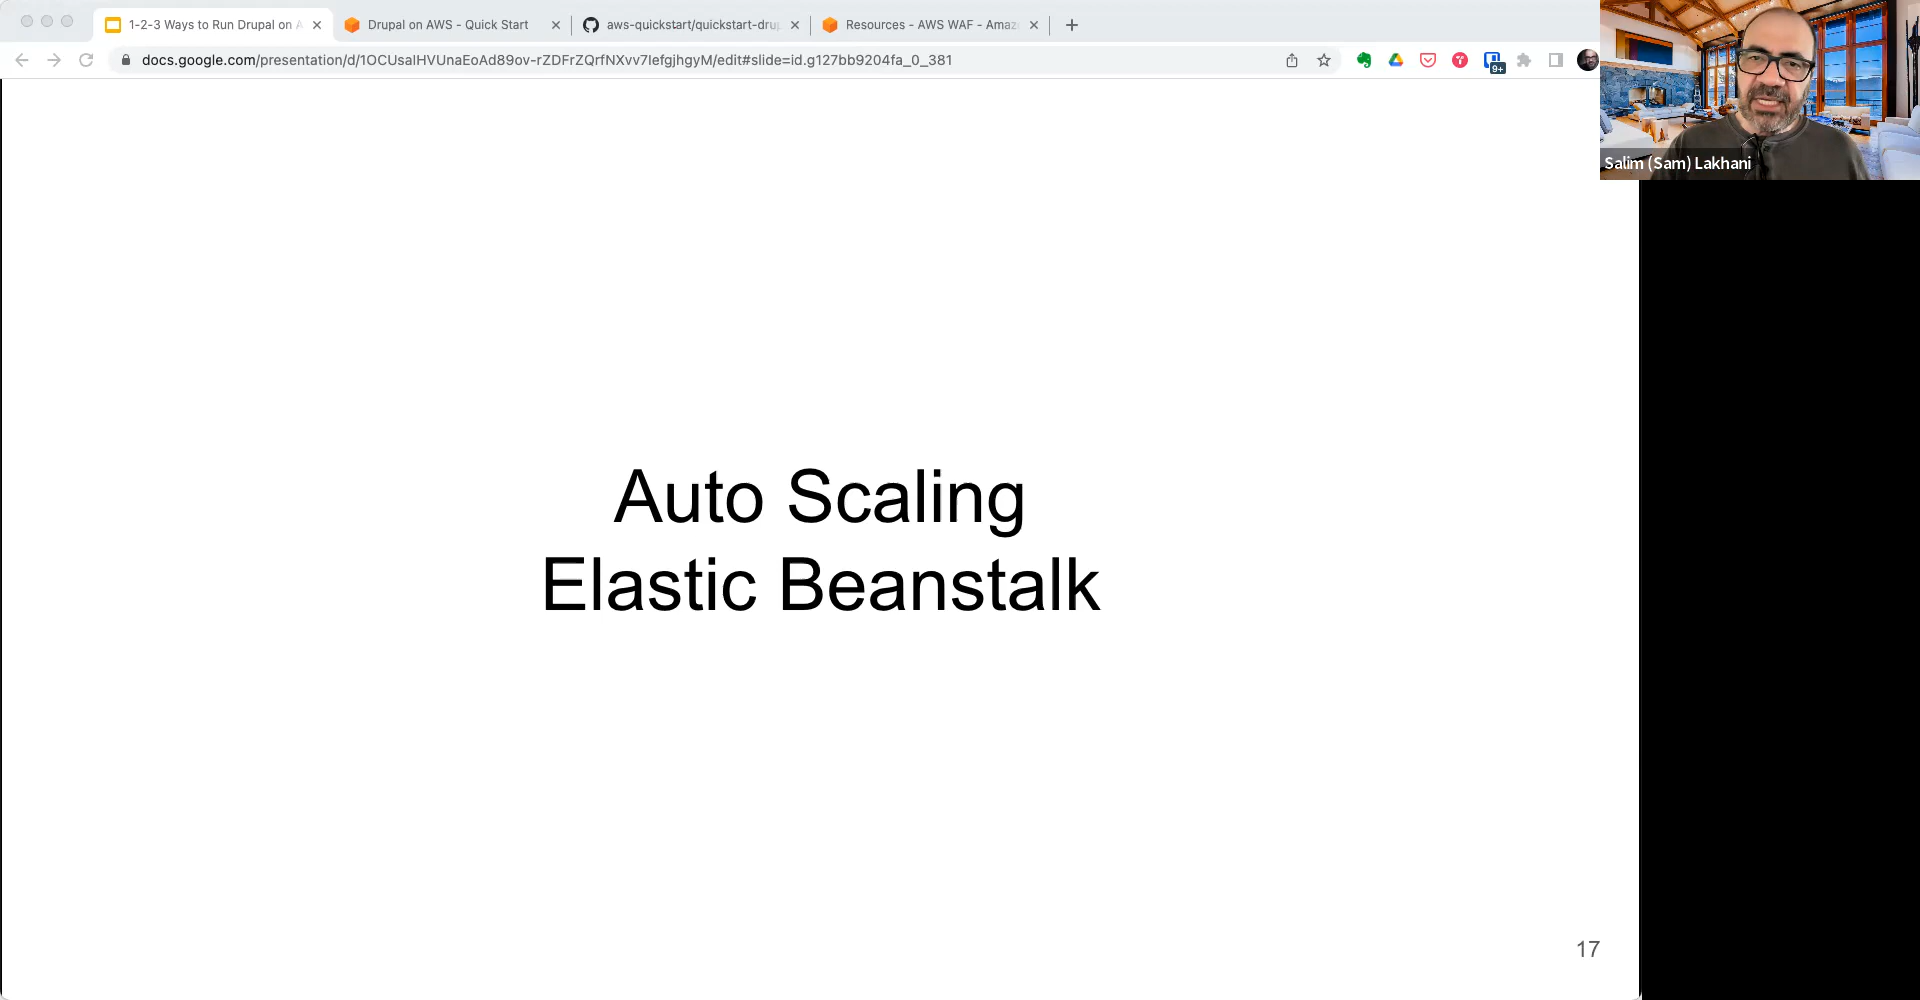 1-2-3 Ways to Run Drupal on A
Drupal on AWS - Quick Start
aws-quickstart/quickstart-dru
Resources - AWS WAF - Amaz
docs.google.com/presentation/d/1OCUsalHVUnaEoAd89ov-rZDFrZQrfNXvv7lefgjhgyM/edit#slide=id.g127bb9204fa_0_381
9+
Salim (Sam) Lakhani
Auto Scaling
Elastic Beanstalk
17